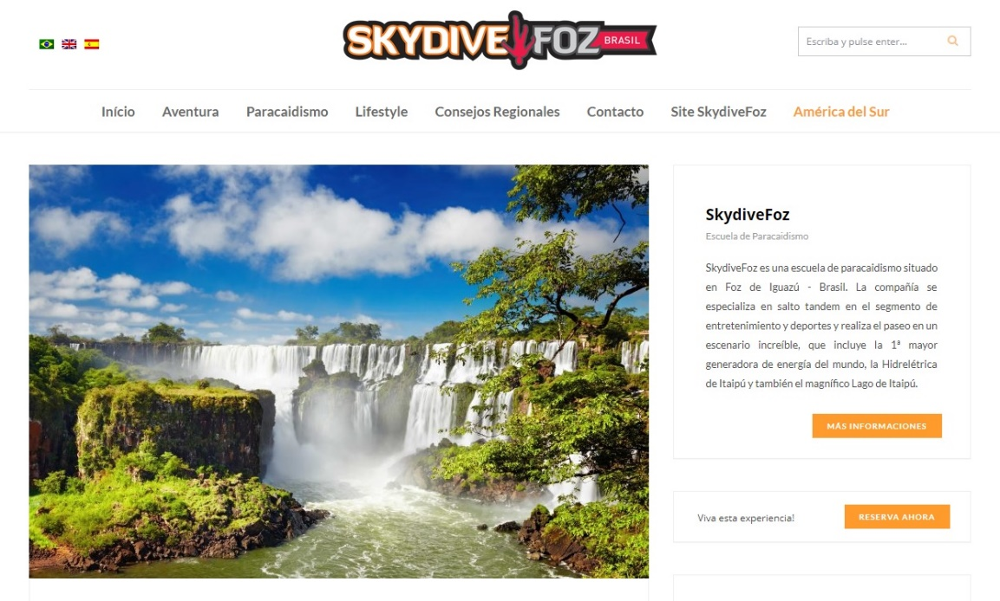 SKYDIVE FOZ BRASIL
Escriba y pulse enter...
Início Aventura Paracaidismo Lifestyle Consejos Regionales Contacto Site SkydiveFoz América del Sur
SkydiveFoz
Escuela de Paracaidismo
SkydiveFoz es una escuela de paracaidismo situado
en Foz de Iguazú - Brasil. La compañía se
especializa en salto tandem en el segmento de
entretenimiento y deportes y realiza el paseo en un
escenario increíble, que incluye la 1ª mayor
generadora de energía del mundo, la Hidrelétrica
de Itaipú y también el magnífico Lago de Itaipú.
MÁS INFORMACIONES
Viva esta experiencia!
RESERVA AHORA